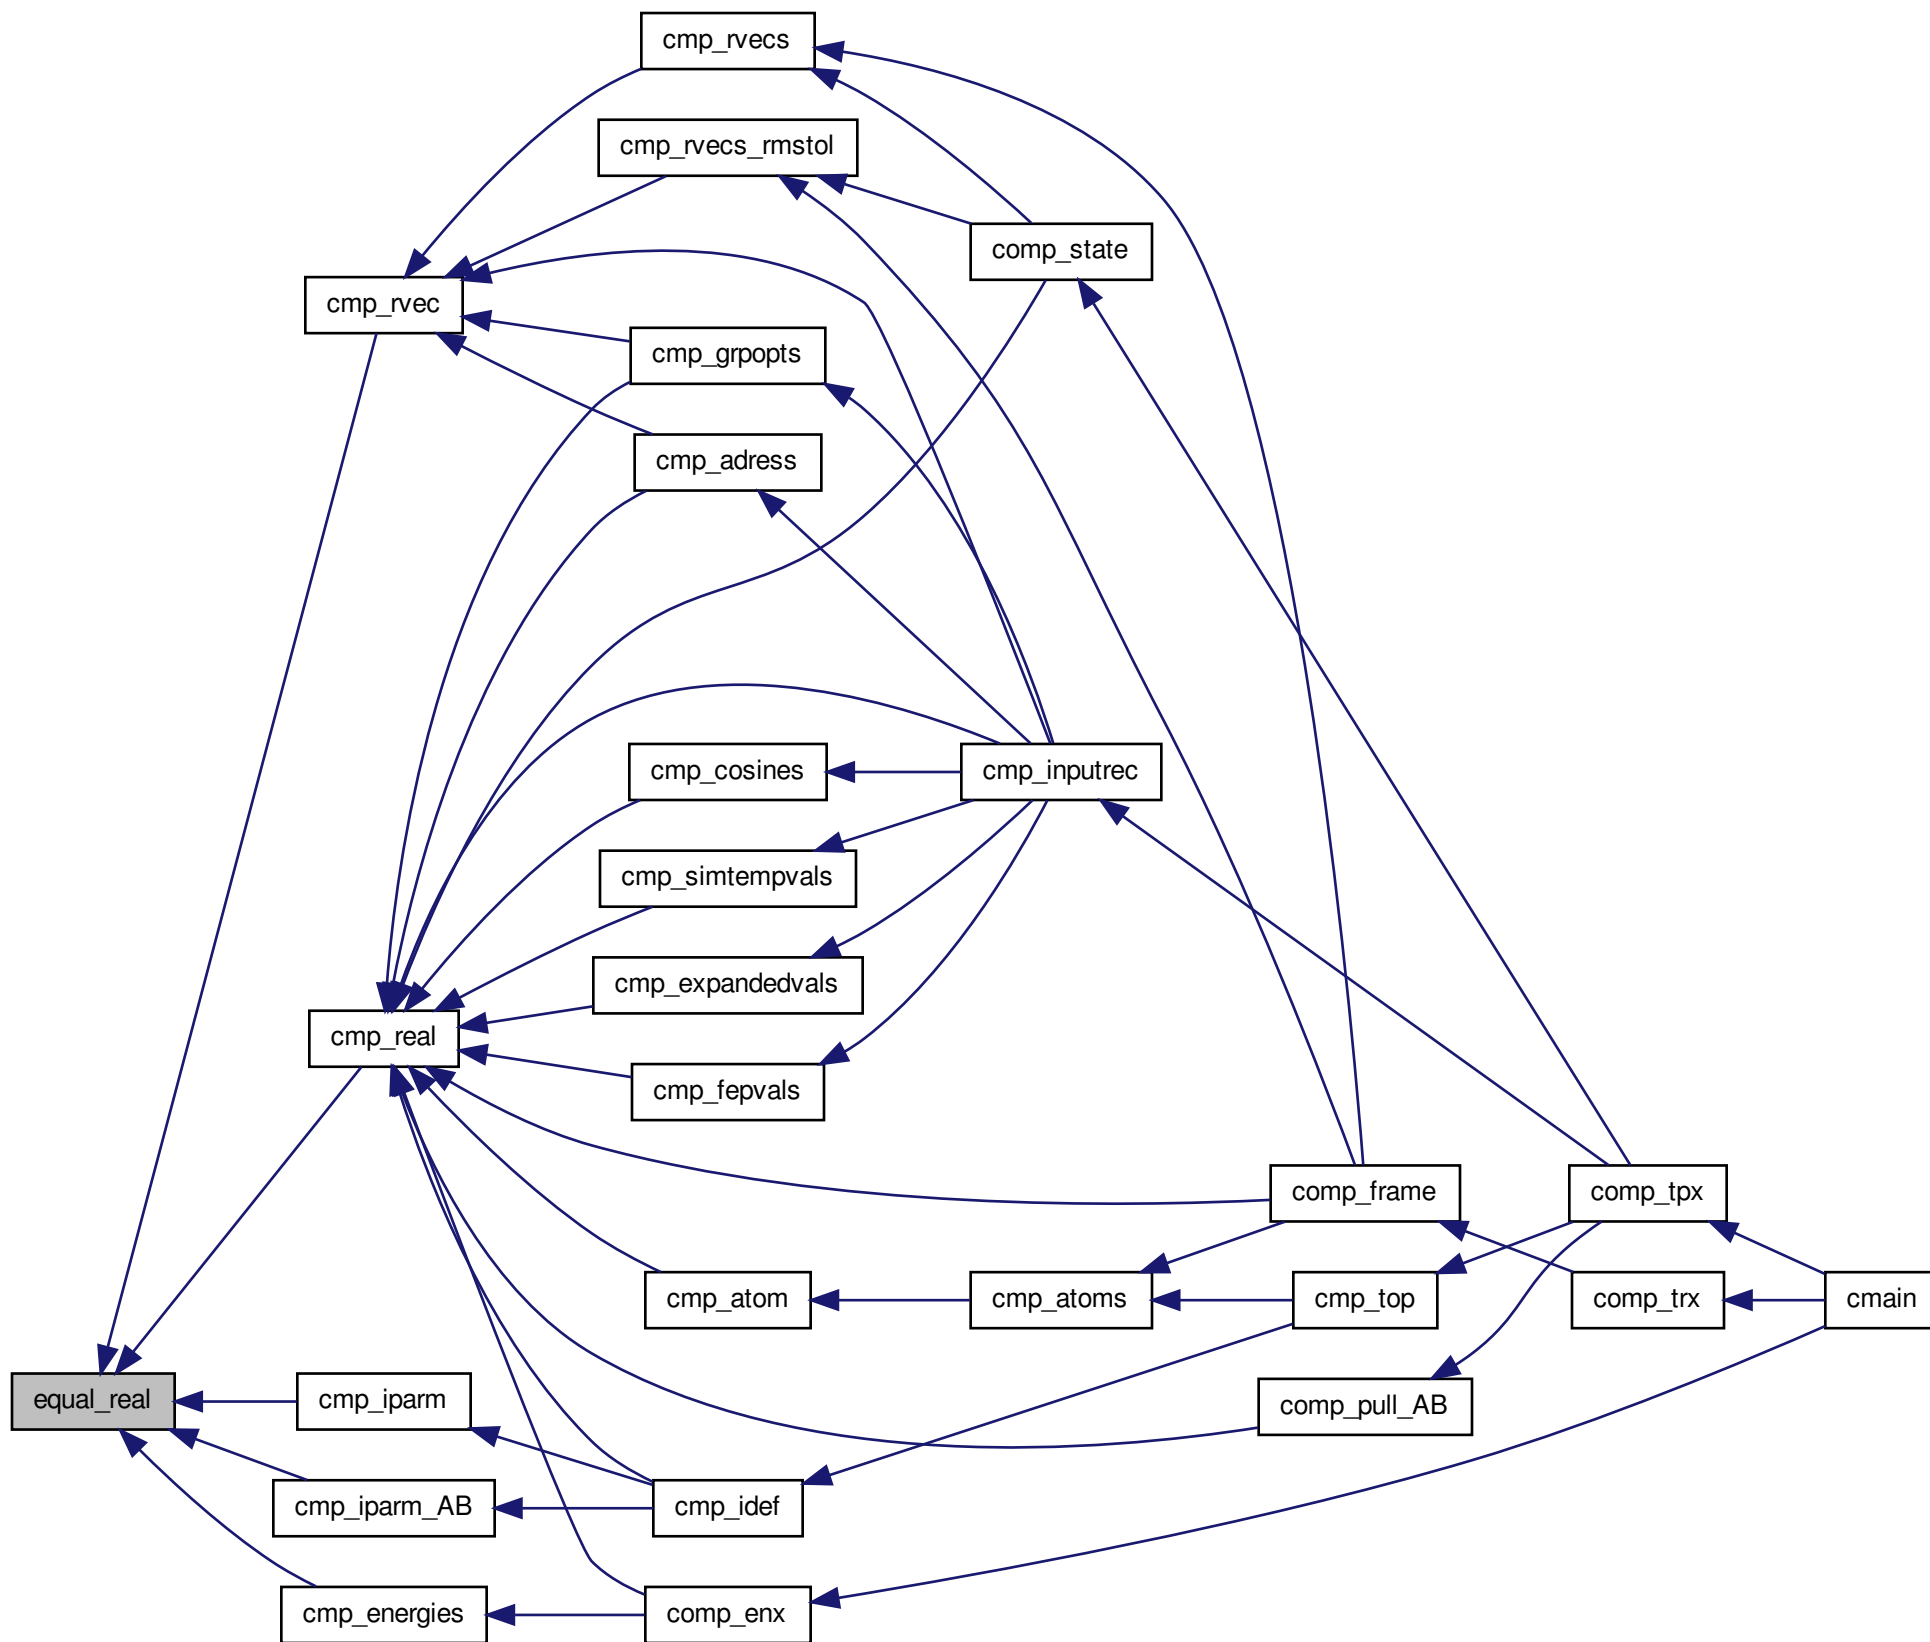 cmp_rvecs
cmp_rvecs_rmstol
comp_state
cmp_rvec
cmp_grpopts
cmp_adress
cmp_cosines
cmp_inputrec
cmp_simtempvals
cmp_expandedvals
cmp_real
cmp_fepvals
comp_frame
comp_tpx
cmp_atom
cmp_atoms
cmp_top
comp_trx
cmain
equal_real
cmp_iparm
comp_pull_AB
cmp_iparm_AB
cmp_idef
cmp_energies
comp_enx